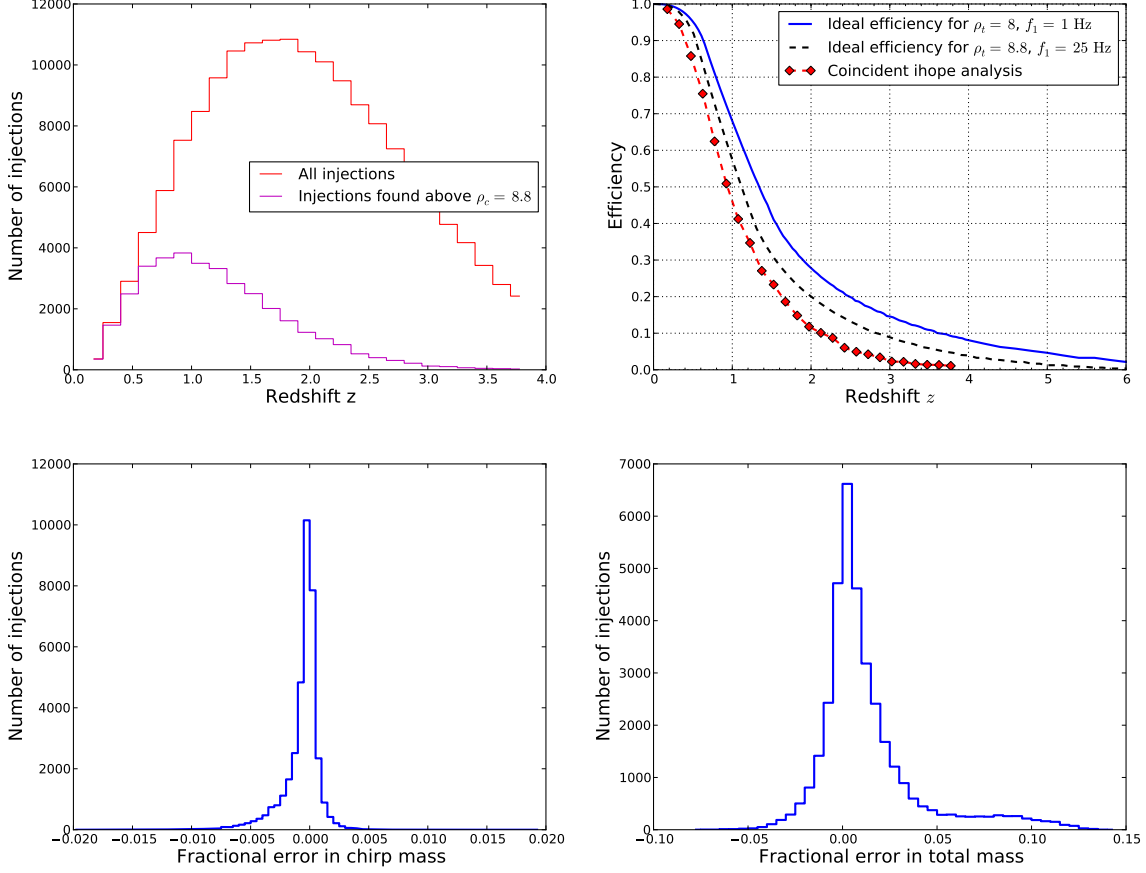 12000
10000
8000
6000
4000
2000
0
0.0 0.5 1.0 1.5 2.0 2.5 3.0 3.5 4.0
Number of injections
Redshift z
All injections
Injections found above ρc = 8.8
1.0
0.9
0.8
0.7
0.6
0.5
0.4
0.3
0.2
0.1
0.0
0 1 2 3 4 5 6
Efficiency
Redshift z
Ideal efficiency for ρt = 8, f1 = 1 Hz
Ideal efficiency for ρt = 8.8, f1 = 25 Hz
Coincident ihope analysis
12000
10000
8000
6000
4000
2000
0
−0.020 −0.015 −0.010 −0.005 0.000 0.005 0.010 0.015 0.020
Number of injections
Fractional error in chirp mass
7000
6000
5000
4000
3000
2000
1000
0
−0.10 −0.05 0.00 0.05 0.10 0.15
Number of injections
Fractional error in total mass